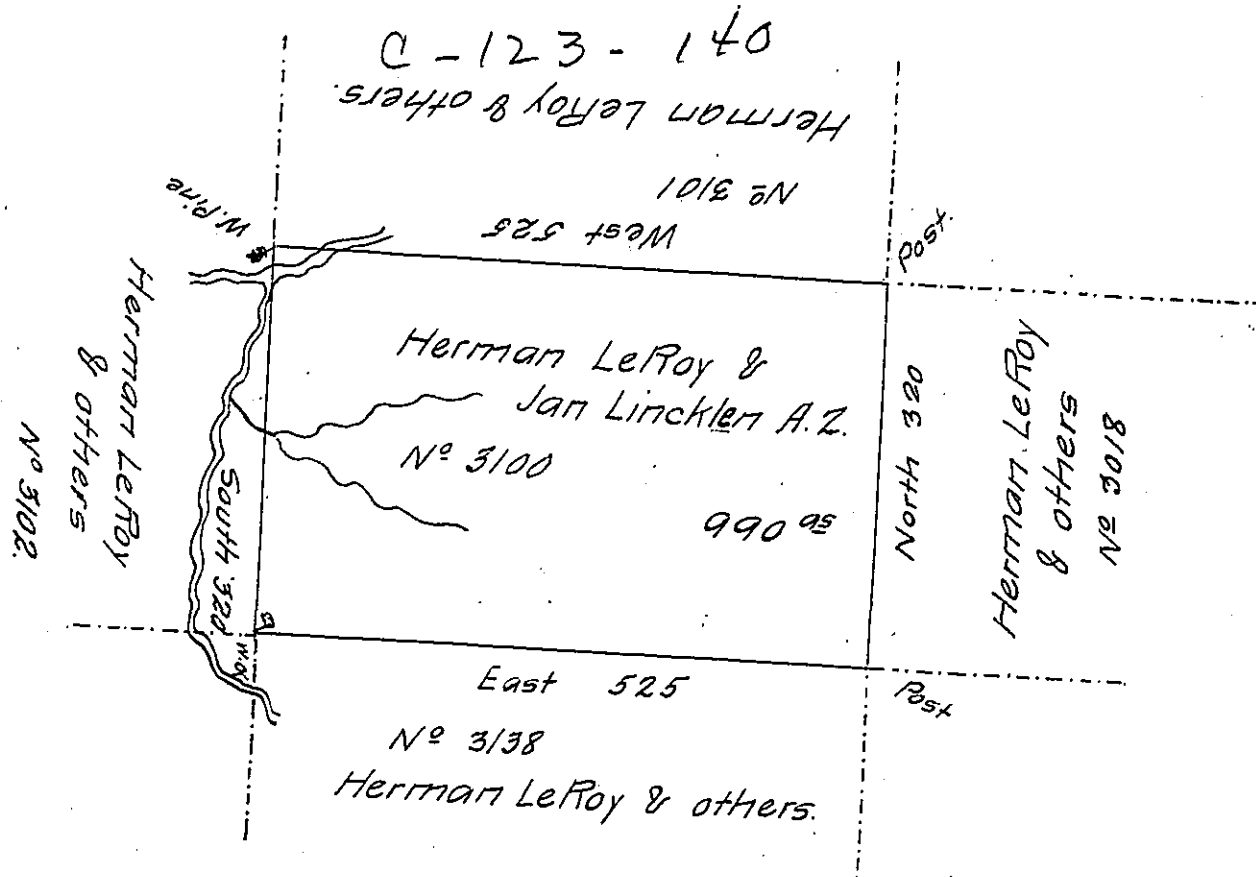 C - 123 - 140
Herman LeRoy & others.
Nº 3101
West 525
W.Pine
Post.
Herman LeRoy &
Jan Lincklen A.Z.
Nº 3100
990 as
North 320
Herman LeRoy
& others
Nº 3018
Herman LeRoy
& others
Nº 3102.
South 320
East 525
Post
Nº 3138
Herman LeRoy & others.